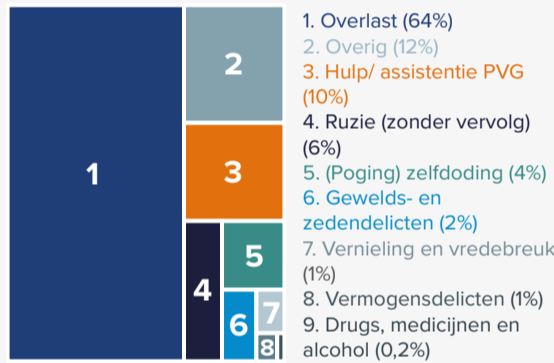 1
2
3
4
5
6
7
8
1. Overlast (64%)
2. Overig (12%)
3. Hulp/ assistentie PVG
(10%)
4. Ruzie (zonder vervolg)
(6%)
5. (Poging) zelfdoding (4%)
6. Gewelds- en
zedendelicten (2%)
7. Vernieling en vredebreuk
(1%)
8. Vermogensdelicten (1%)
9. Drugs, medicijnen en
alcohol (0,2%)